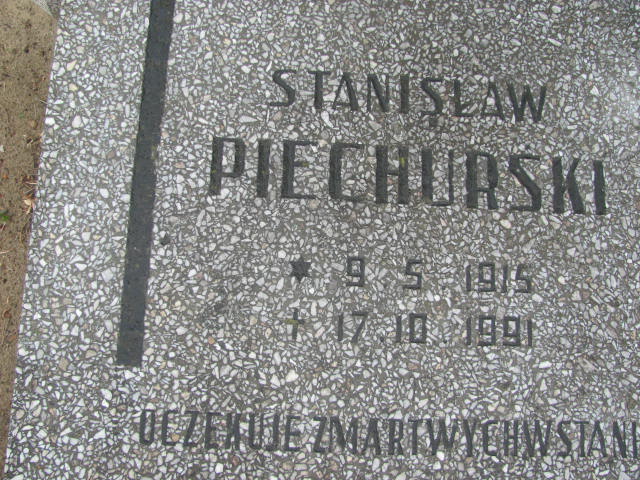 STANISŁAW
PIECHURSKI
* 9 5 1915
† 17.10.1991
OCZEKUJE ZMARTWYCHWSTANI